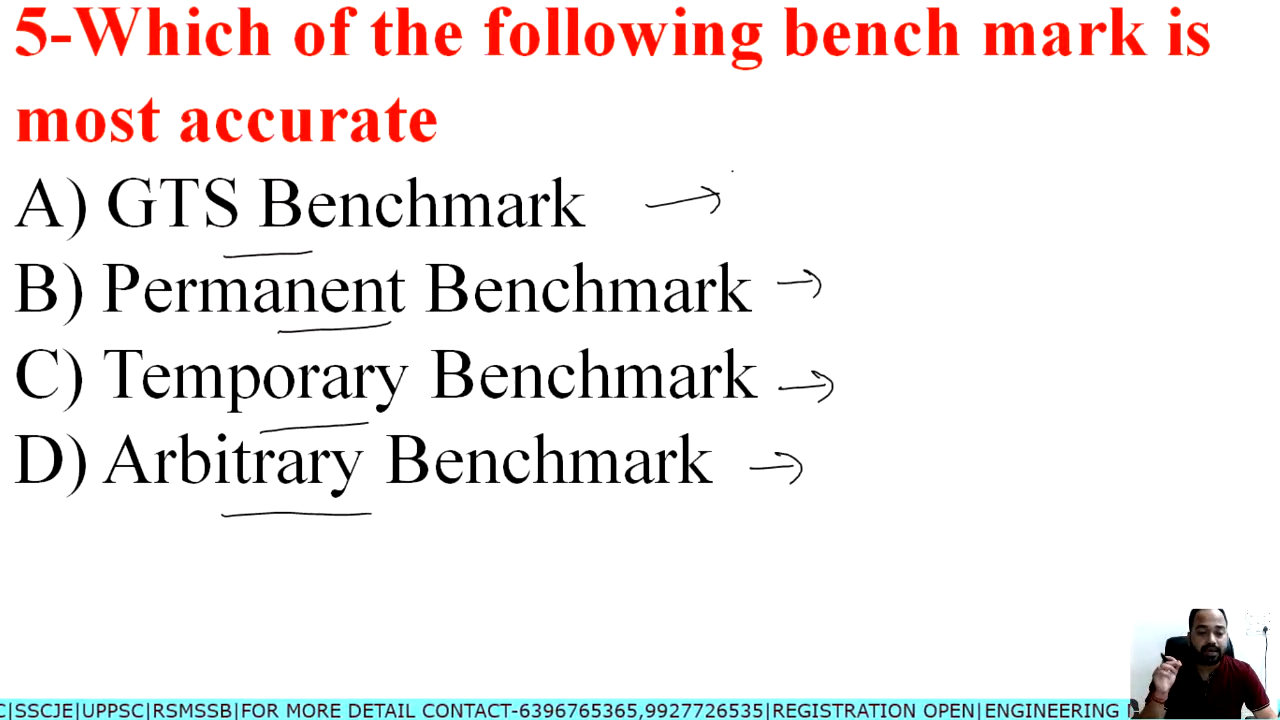 5-Which of the following bench mark is
most accurate
A) GTS Benchmark
B) Permanent Benchmark
C) Temporary Benchmark
D) Arbitrary Benchmark
C|SSCJE|UPPSC|RSMSSB|FOR MORE DETAIL CONTACT-6396765365,9927726535|REGISTRATION OPEN|ENGINEERING